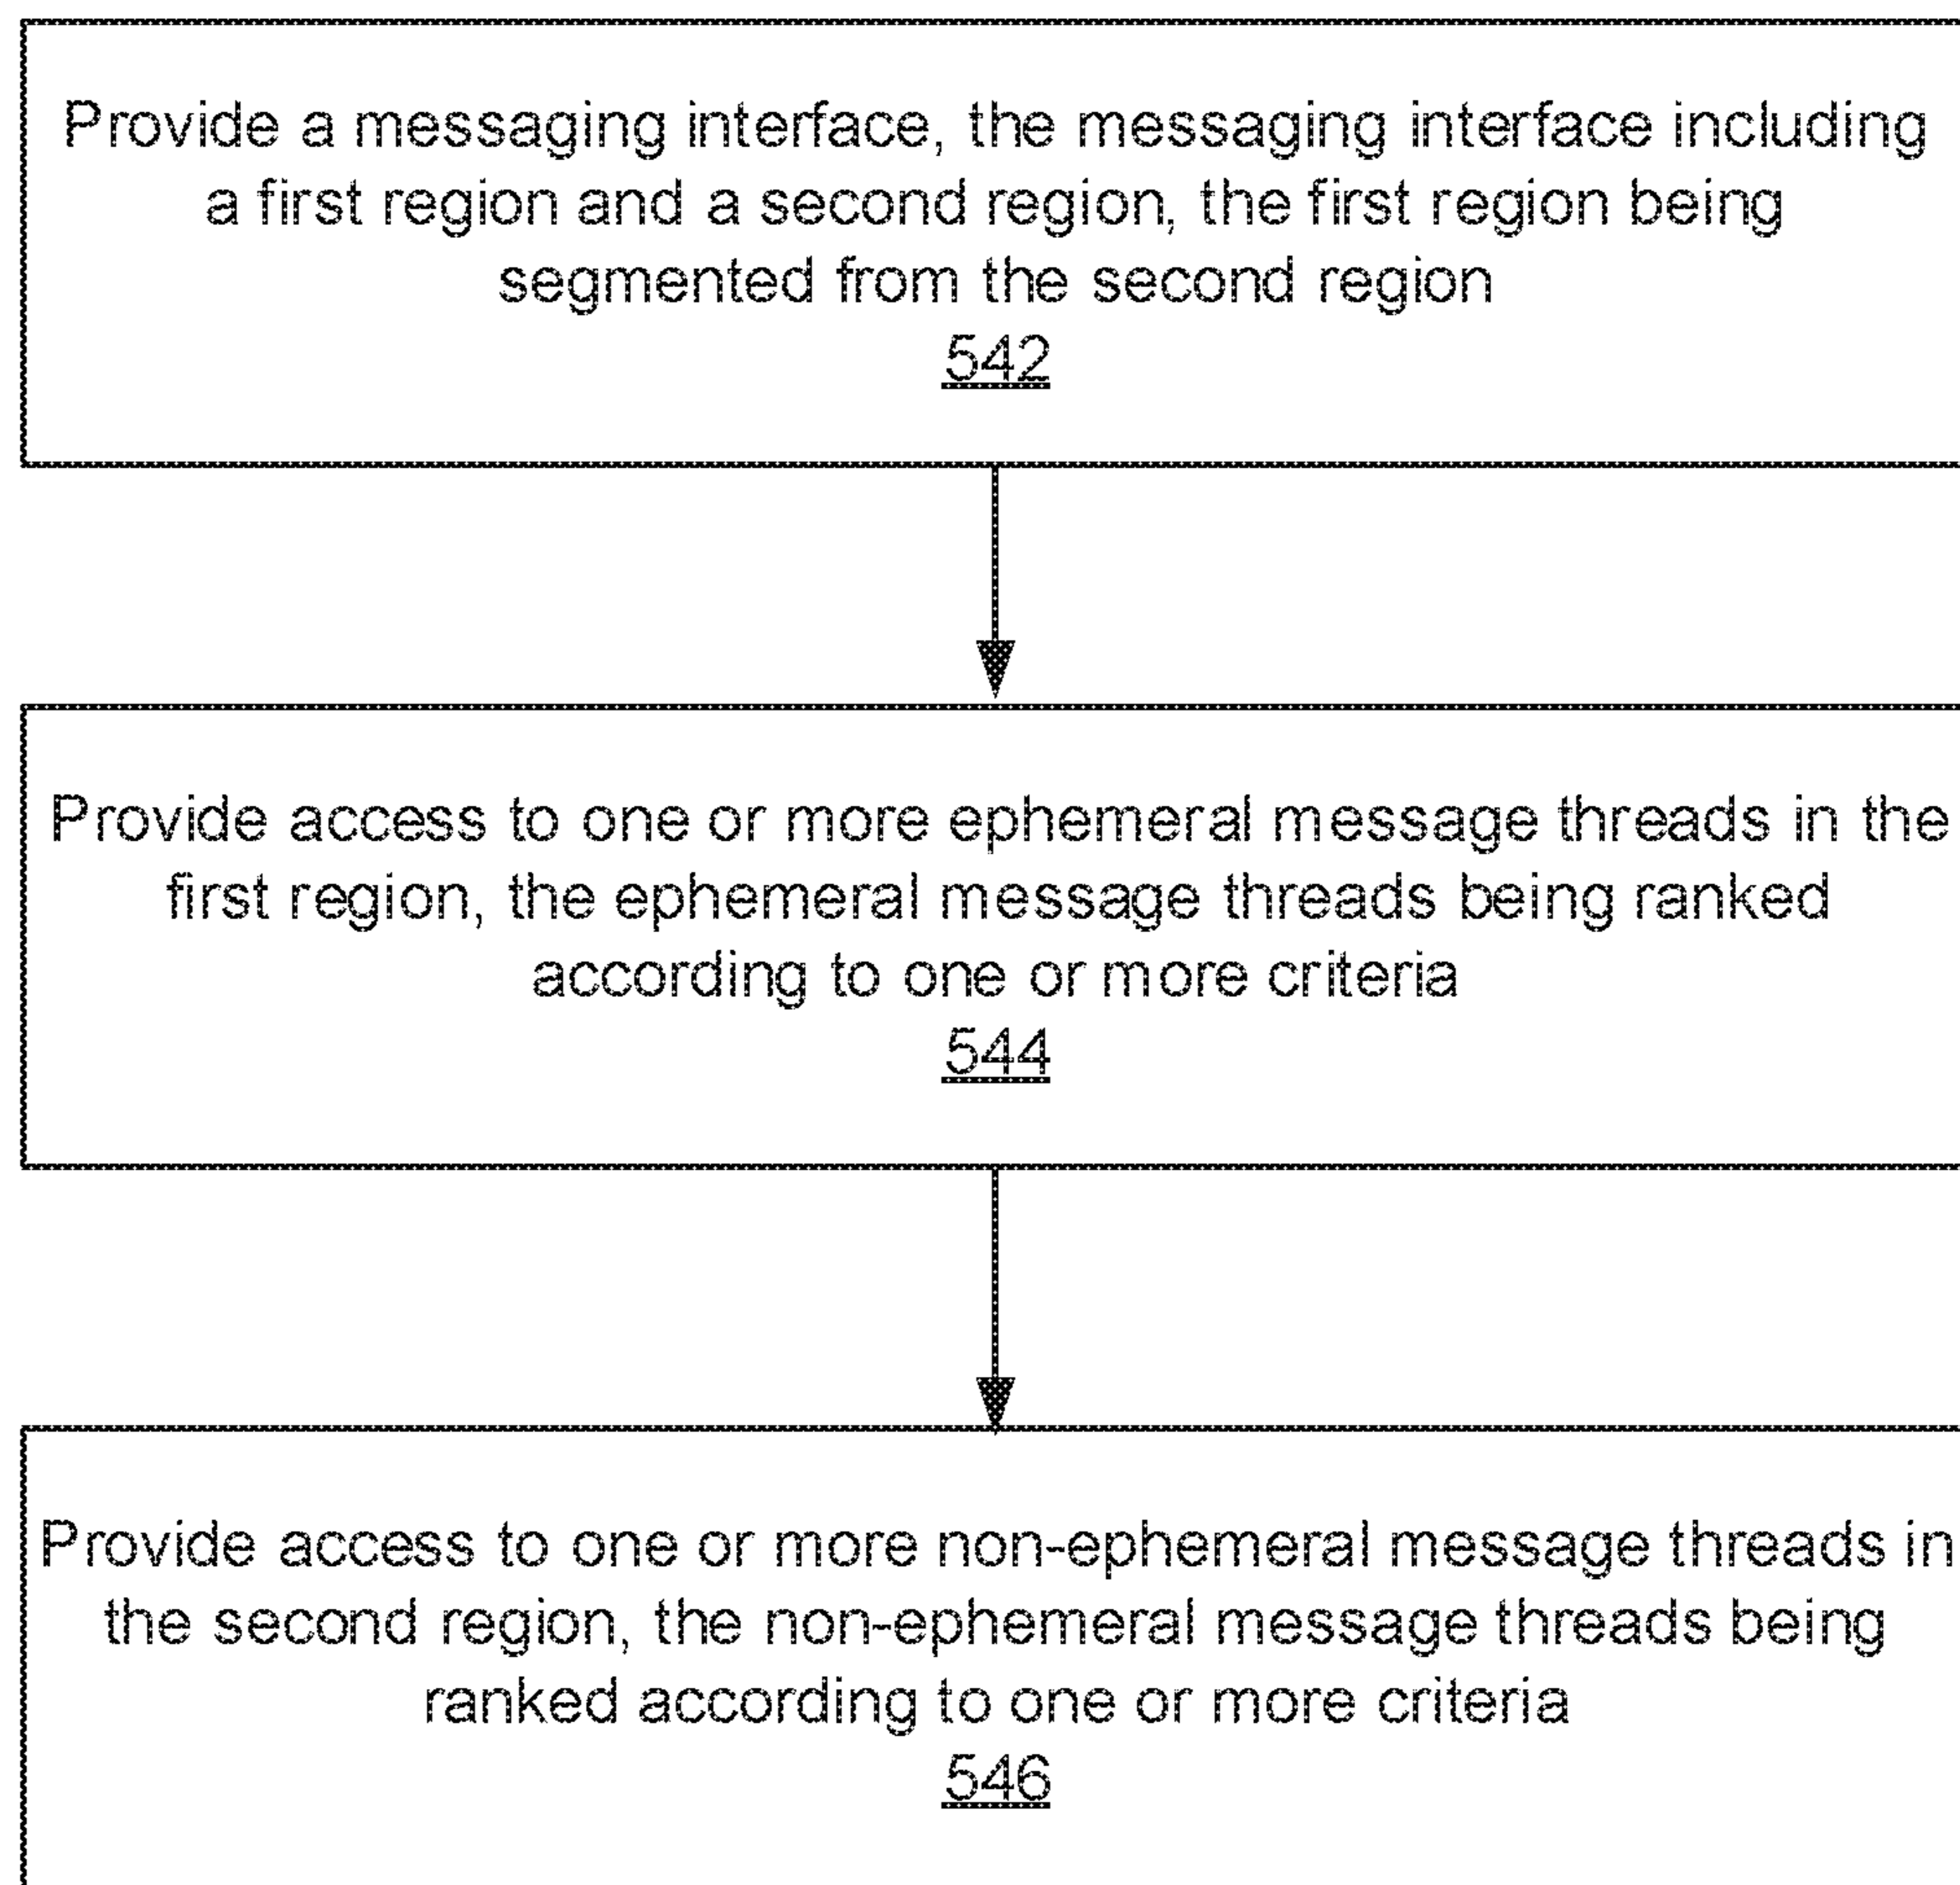 Provide a messaging interface, the messaging interface including
a first region and a second region, the first region being
segmented from the second region
542
Provide access to one or more ephemeral message threads in the
first region, the ephemeral message threads being ranked
according to one or more criteria
544
Provide access to one or more non-ephemeral message threads in
the second region, the non-ephemeral message threads being
ranked according to one or more criteria
546